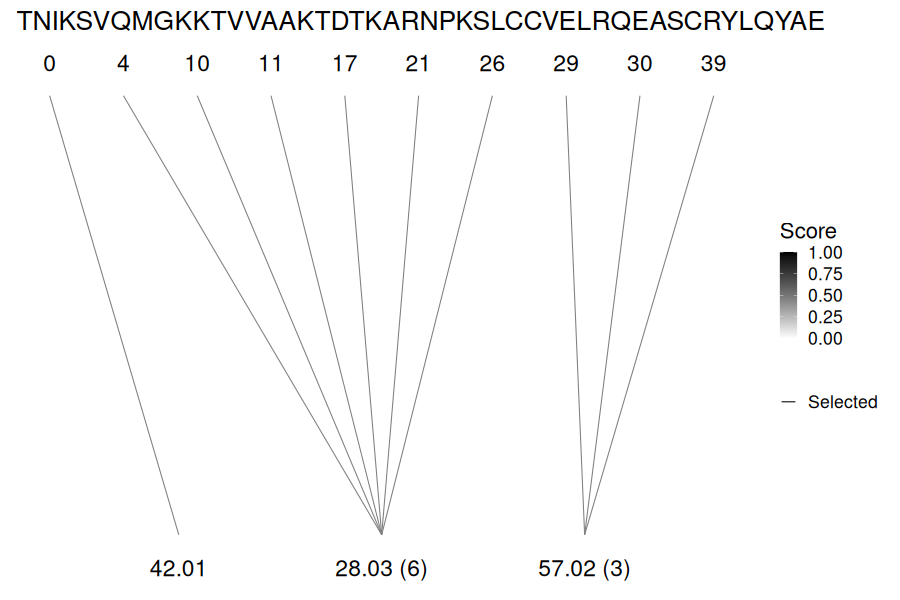 TNIKSVQMGKKTVVAAKTDTKARNPKSLCCVELRQEASCRYLQYAE
0 4 10 11 17 21 26 29 30 39
Score
1.00
0.75
0.50
0.25
0.00
Selected
42.01 28.03 (6) 57.02 (3)